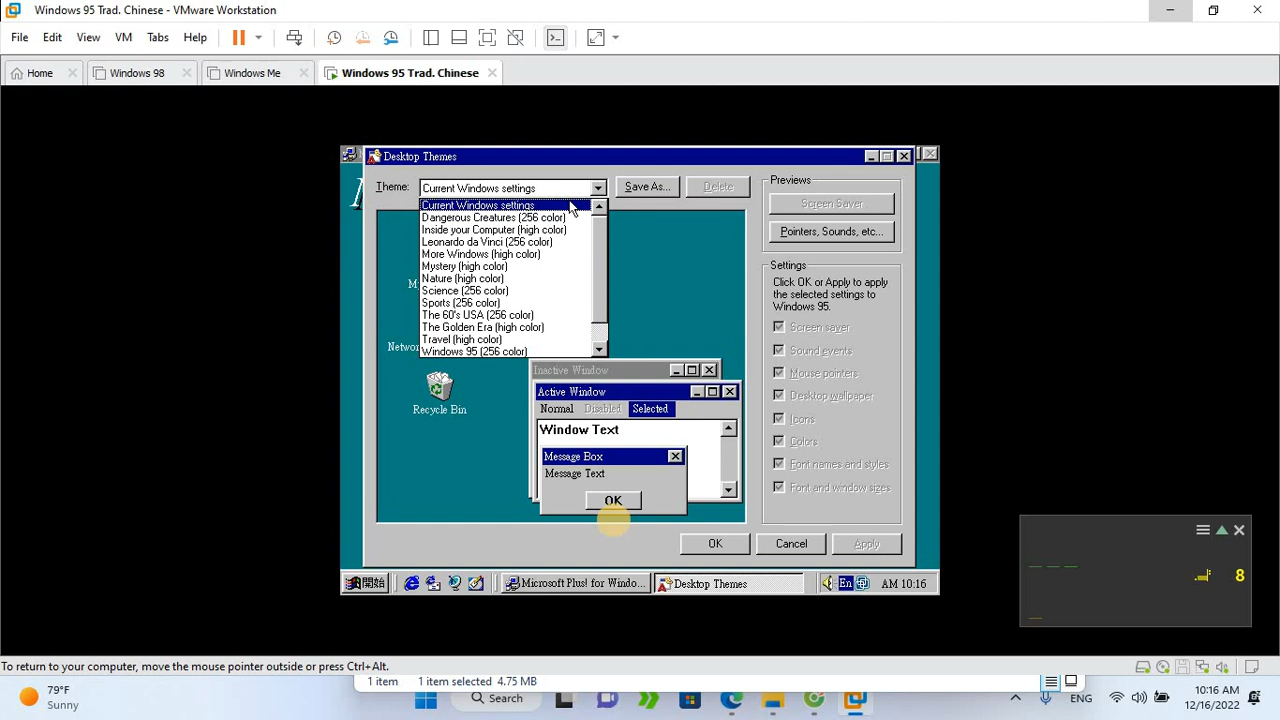 Windows 95 Trad. Chinese - VMware Workstation
File Edit View VM Tabs Help
Home Windows 98 Windows Me Windows 95 Trad. Chinese
Desktop Themes
Theme: Current Windows settings Save As... Delete
Current Windows settings
Dangerous Creatures (256 color)
Inside your Computer (high color)
Leonardo da Vinci (256 color)
More Windows (high color)
Mystery (high color)
Nature (high color)
Science (256 color)
Sports (256 color)
The 60's USA (256 color)
The Golden Era (high color)
Travel (high color)
Windows 95 (256 color)
Recycle Bin
Inactive Window
Active Window
Normal Disabled Selected
Window Text
Message Box
Message Text
OK
Previews
Screen Saver
Pointers, Sounds, etc...
Settings
Click OK or Apply to apply
the selected settings to
Windows 95.
Screen saver
Sound events
Mouse pointers
Desktop wallpaper
Icons
Colors
Font names and styles
Font and window sizes
OK Cancel Apply
開始 Microsoft Plus! for Windo... Desktop Themes En AM 10:16
8
To return to your computer, move the mouse pointer outside or press Ctrl+Alt.
1 item 1 item selected 4.75 MB
79°F
Sunny
Search
ENG
10:16 AM
12/16/2022